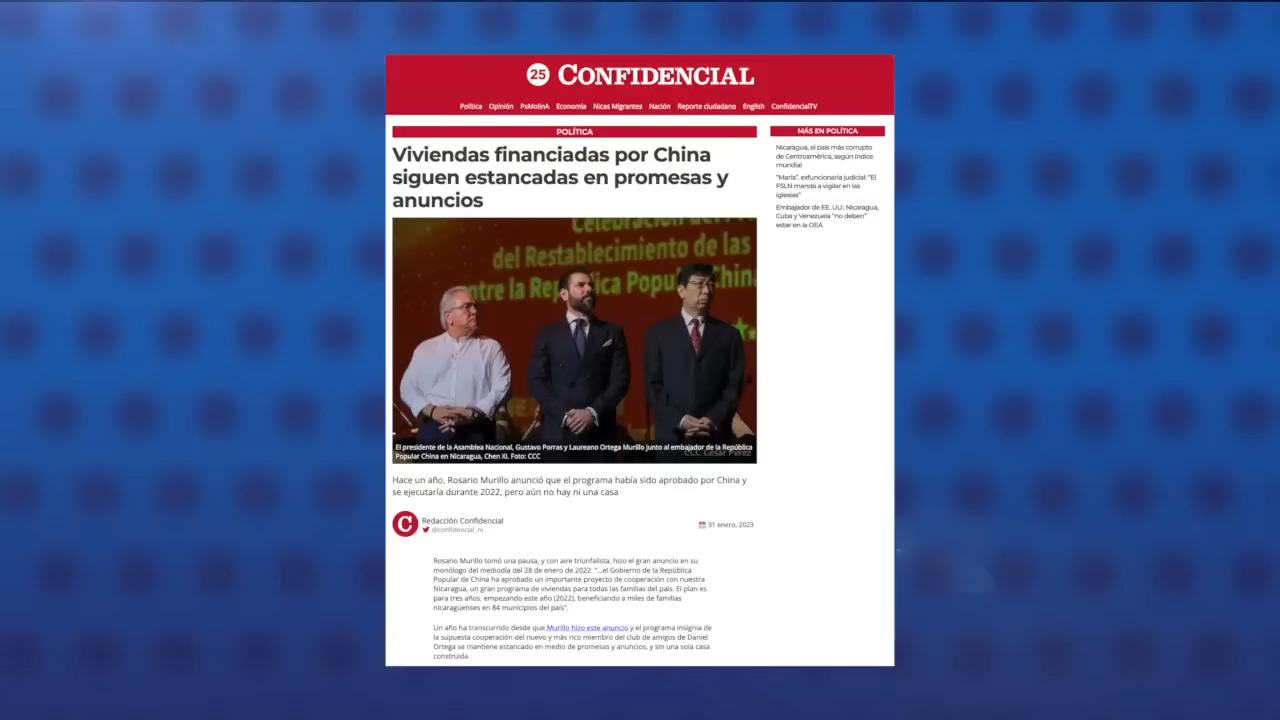 25 CONFIDENCIAL
Política Opinión PxMolinA Economía Nicas Migrantes Nación Reporte ciudadano English ConfidencialTV
POLÍTICA
Viviendas financiadas por China
siguen estancadas en promesas y
anuncios
Celebración del
del Restablecimiento de las
ntre la República Popu China
El presidente de la Asamblea Nacional, Gustavo Porras y Laureano Ortega Murillo junto al embajador de la República
Popular China en Nicaragua, Chen Xi. Foto: CCC
CCC César Pérez
Hace un año, Rosario Murillo anunció que el programa había sido aprobado por China y
se ejecutaría durante 2022, pero aún no hay ni una casa
C
Redacción Confidencial
@confidencial_ni
31 enero, 2023
Rosario Murillo tomó una pausa, y con aire triunfalista, hizo el gran anuncio en su
monólogo del mediodía del 28 de enero de 2022: “...el Gobierno de la República
Popular de China ha aprobado un importante proyecto de cooperación con nuestra
Nicaragua, un gran programa de viviendas para todas las familias del país. El plan es
para tres años, empezando este año (2022), beneficiando a miles de familias
nicaragüenses en 84 municipios del país”.
Un año ha transcurrido desde que Murillo hizo este anuncio y el programa insignia de
la supuesta cooperación del nuevo y más rico miembro del club de amigos de Daniel
Ortega se mantiene estancado en medio de promesas y anuncios, y sin una sola casa
construida.
MÁS EN POLÍTICA
Nicaragua, el país más corrupto
de Centroamérica, según índice
mundial
“María”, exfuncionaria judicial: “El
FSLN manda a vigilar en las
iglesias”
Embajador de EE. UU.: Nicaragua,
Cuba y Venezuela “no deben”
estar en la OEA